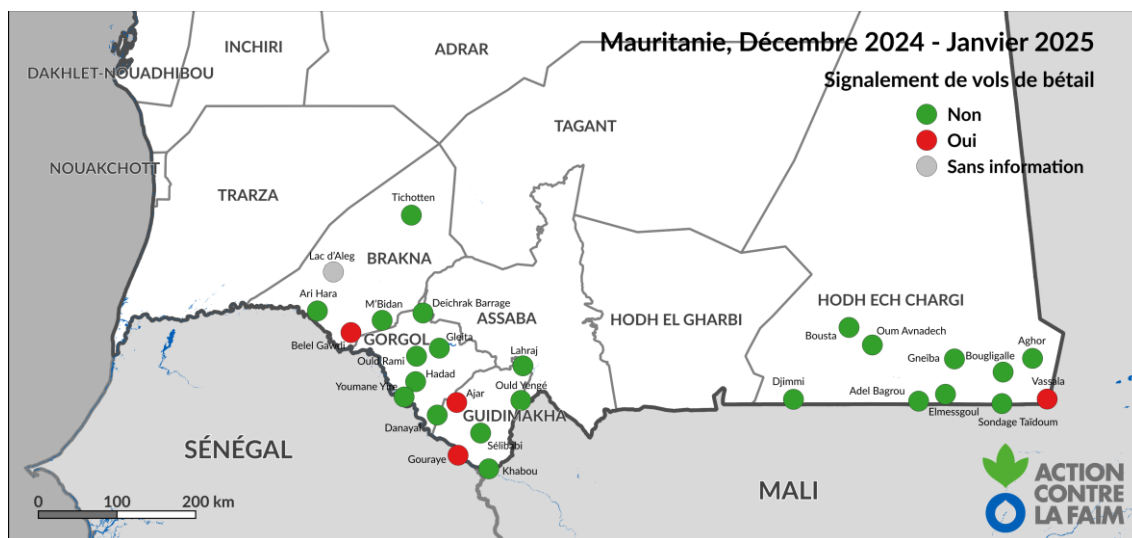 Mauritanie, Décembre 2024 - Janvier 2025
Signalement de vols de bétail
Non
Oui
Sans information
INCHIRI
ADRAR
DAKHLET-NOUADHIBOU
TAGANT
NOUAKCHOTT
TRARZA
Tichotten
Lac d'Aleg
BRAKNA
Ari Hara
M'Bidan
Deichrak Barrage
ASSABA
HODH EL GHARBI
HODH ECH CHARGI
Bousta
Oum Avnadech
Belel Gawdi
GORGOL
Gleita
Ould Rami
Lahraj
Gneiba
Bougligalle
Aghor
Hadad
Youmane Yire
Ajar
Ould Yengé
Djimmi
Adel Bagrou
Vassala
Elmessgoul
Sondage Taïdoum
Danayal
GUIDIMAKHA
Sélibabi
SÉNÉGAL
Gouraye
Khabou
MALI
0 100 200 km
ACTION
CONTRE
LA FAIM